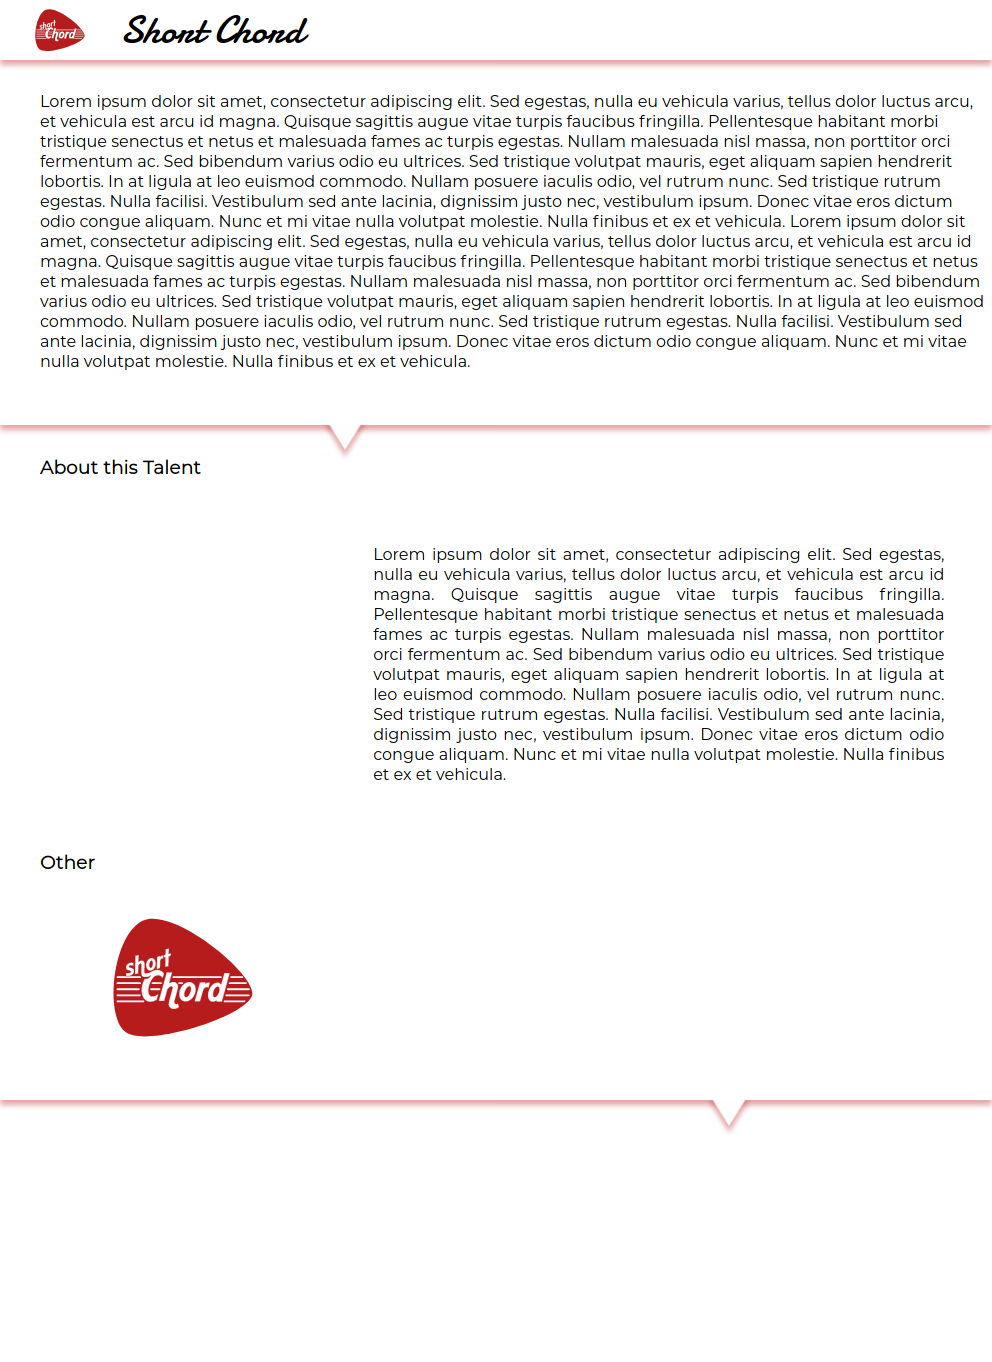 short
Chord
Short Chord
Lorem ipsum dolor sit amet, consectetur adipiscing elit. Sed egestas, nulla eu vehicula varius, tellus dolor luctus arcu,
et vehicula est arcu id magna. Quisque sagittis augue vitae turpis faucibus fringilla. Pellentesque habitant morbi
tristique senectus et netus et malesuada fames ac turpis egestas. Nullam malesuada nisl massa, non porttitor orci
fermentum ac. Sed bibendum varius odio eu ultrices. Sed tristique volutpat mauris, eget aliquam sapien hendrerit
lobortis. In at ligula at leo euismod commodo. Nullam posuere iaculis odio, vel rutrum nunc. Sed tristique rutrum
egestas. Nulla facilisi. Vestibulum sed ante lacinia, dignissim justo nec, vestibulum ipsum. Donec vitae eros dictum
odio congue aliquam. Nunc et mi vitae nulla volutpat molestie. Nulla finibus et ex et vehicula. Lorem ipsum dolor sit
amet, consectetur adipiscing elit. Sed egestas, nulla eu vehicula varius, tellus dolor luctus arcu, et vehicula est arcu id
magna. Quisque sagittis augue vitae turpis faucibus fringilla. Pellentesque habitant morbi tristique senectus et netus
et malesuada fames ac turpis egestas. Nullam malesuada nisl massa, non porttitor orci fermentum ac. Sed bibendum
varius odio eu ultrices. Sed tristique volutpat mauris, eget aliquam sapien hendrerit lobortis. In at ligula at leo euismod
commodo. Nullam posuere iaculis odio, vel rutrum nunc. Sed tristique rutrum egestas. Nulla facilisi. Vestibulum sed
ante lacinia, dignissim justo nec, vestibulum ipsum. Donec vitae eros dictum odio congue aliquam. Nunc et mi vitae
nulla volutpat molestie. Nulla finibus et ex et vehicula.
About this Talent
Lorem ipsum dolor sit amet, consectetur adipiscing elit. Sed egestas,
nulla eu vehicula varius, tellus dolor luctus arcu, et vehicula est arcu id
magna. Quisque sagittis augue vitae turpis faucibus fringilla.
Pellentesque habitant morbi tristique senectus et netus et malesuada
fames ac turpis egestas. Nullam malesuada nisl massa, non porttitor
orci fermentum ac. Sed bibendum varius odio eu ultrices. Sed tristique
volutpat mauris, eget aliquam sapien hendrerit lobortis. In at ligula at
leo euismod commodo. Nullam posuere iaculis odio, vel rutrum nunc.
Sed tristique rutrum egestas. Nulla facilisi. Vestibulum sed ante lacinia,
dignissim justo nec, vestibulum ipsum. Donec vitae eros dictum odio
congue aliquam. Nunc et mi vitae nulla volutpat molestie. Nulla finibus
et ex et vehicula.
Other
short
Chord